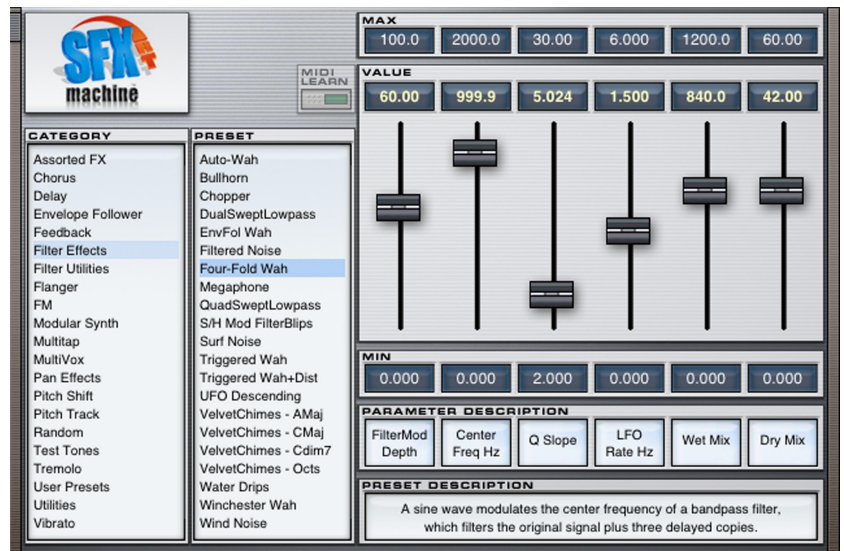 SFX
RT
machine
MIDI
LEARN
CATEGORY
Assorted FX
Chorus
Delay
Envelope Follower
Feedback
Filter Effects
Filter Utilities
Flanger
FM
Modular Synth
Multitap
MultiVox
Pan Effects
Pitch Shift
Pitch Track
Random
Test Tones
Tremolo
User Presets
Utilities
Vibrato
PRESET
Auto-Wah
Bullhorn
Chopper
DualSweptLowpass
EnvFol Wah
Filtered Noise
Four-Fold Wah
Megaphone
QuadSweptLowpass
S/H Mod FilterBlips
Surf Noise
Triggered Wah
Triggered Wah+Dist
UFO Descending
VelvetChimes - AMaj
VelvetChimes - CMaj
VelvetChimes - Cdim7
VelvetChimes - Octs
Water Drips
Winchester Wah
Wind Noise
MAX
100.0 2000.0 30.00 6.000 1200.0 60.00
VALUE
60.00 999.9 5.024 1.500 840.0 42.00
MIN
0.000 0.000 2.000 0.000 0.000 0.000
PARAMETER DESCRIPTION
FilterMod
Depth
Center
Freq Hz
Q Slope
LFO
Rate Hz
Wet Mix
Dry Mix
PRESET DESCRIPTION
A sine wave modulates the center frequency of a bandpass filter,
which filters the original signal plus three delayed copies.